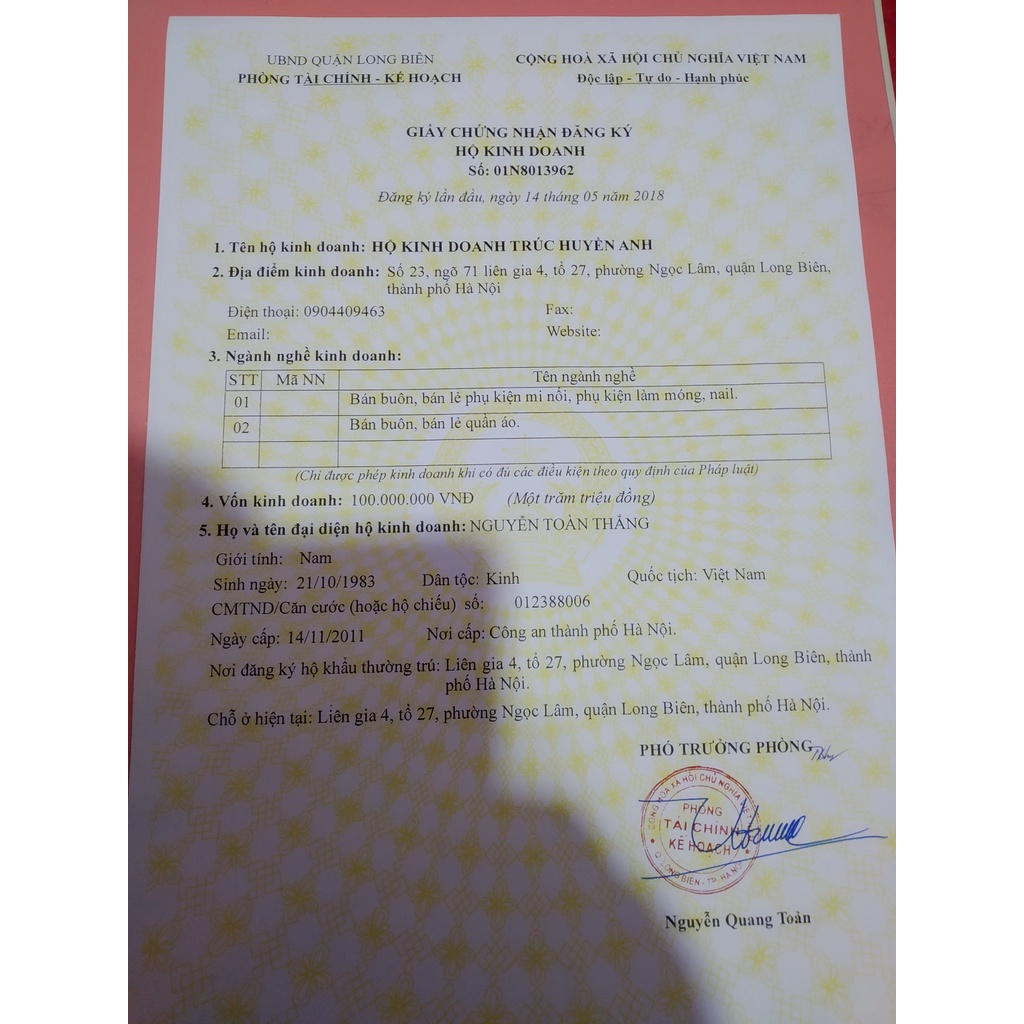 UBND QUẬN LONG BIÊN
PHÒNG TÀI CHÍNH - KẾ HOẠCH
CỘNG HOÀ XÃ HỘI CHỦ NGHĨA VIỆT NAM
Độc lập - Tự do - Hạnh phúc
GIẤY CHỨNG NHẬN ĐĂNG KÝ
HỘ KINH DOANH
Số: 01N8013962
Đăng ký lần đầu, ngày 14 tháng 05 năm 2018
1. Tên hộ kinh doanh: HỘ KINH DOANH TRÚC HUYỀN ANH
2. Địa điểm kinh doanh: Số 23, ngõ 71 liên gia 4, tổ 27, phường Ngọc Lâm, quận Long Biên,
thành phố Hà Nội
Điện thoại: 0904409463 Fax:
Email: Website:
3. Ngành nghề kinh doanh:
STT Mã NN Tên ngành nghề
01 Bán buôn, bán lẻ phụ kiện mi nối, phụ kiện làm móng, nail.
02 Bán buôn, bán lẻ quần áo.
(Chỉ được phép kinh doanh khi có đủ các điều kiện theo quy định của Pháp luật)
4. Vốn kinh doanh: 100.000.000 VNĐ (Một trăm triệu đồng)
5. Họ và tên đại diện hộ kinh doanh: NGUYỄN TOÀN THẮNG
Giới tính: Nam
Sinh ngày: 21/10/1983 Dân tộc: Kinh Quốc tịch: Việt Nam
CMTND/Căn cước (hoặc hộ chiếu) số: 012388006
Ngày cấp: 14/11/2011 Nơi cấp: Công an thành phố Hà Nội.
Nơi đăng ký hộ khẩu thường trú: Liên gia 4, tổ 27, phường Ngọc Lâm, quận Long Biên, thành
phố Hà Nội.
Chỗ ở hiện tại: Liên gia 4, tổ 27, phường Ngọc Lâm, quận Long Biên, thành phố Hà Nội.
PHÓ TRƯỞNG PHÒNG
CỘNG HÒA XÃ HỘI CHỦ NGHĨA VIỆT
PHÒNG
TÀI CHÍNH
KẾ HOẠCH
Q. LONG BIÊN - TP. HÀ NỘI
Nguyễn Quang Toản